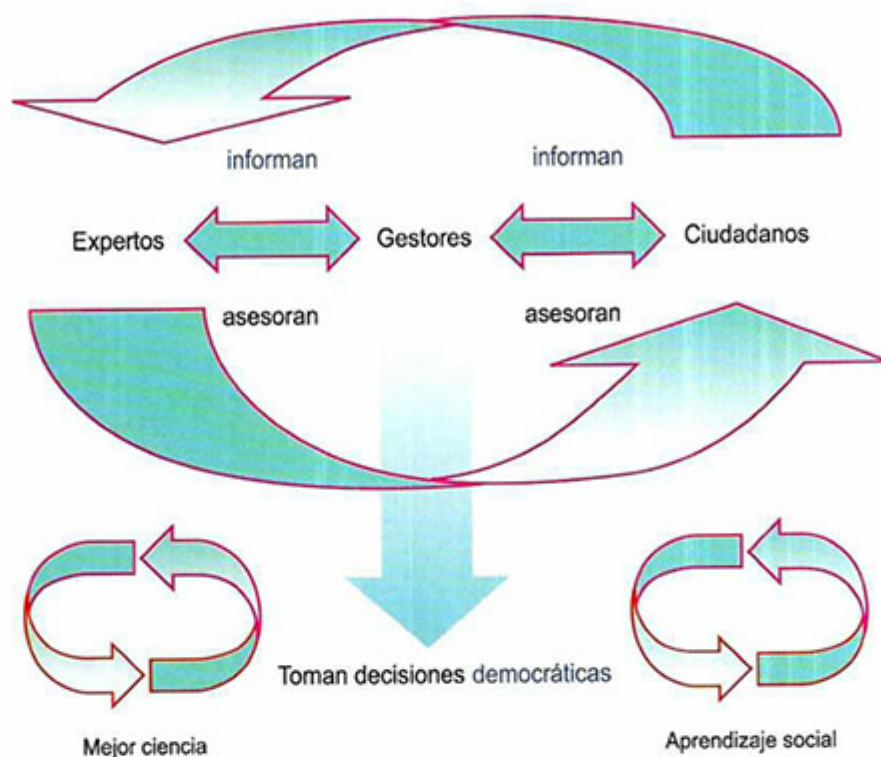 informan
informan
Expertos
Gestores
Ciudadanos
asesoran
asesoran
Toman decisiones democráticas
Mejor ciencia
Aprendizaje social